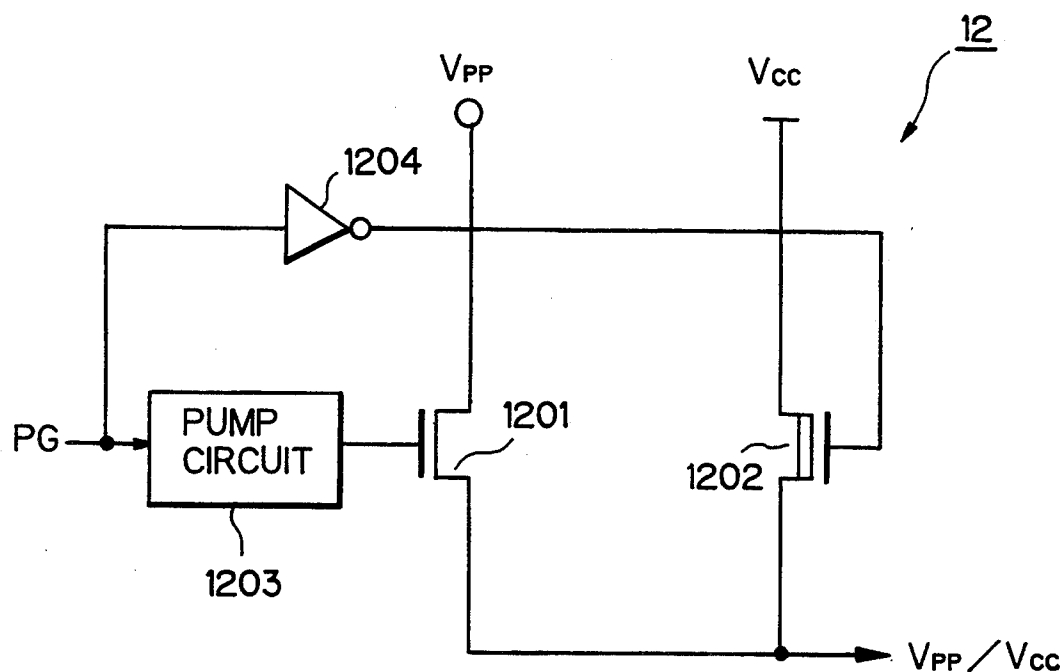 12
VPP
VCC
1204
PG
PUMP
CIRCUIT
1201
1202
1203
VPP/VCC